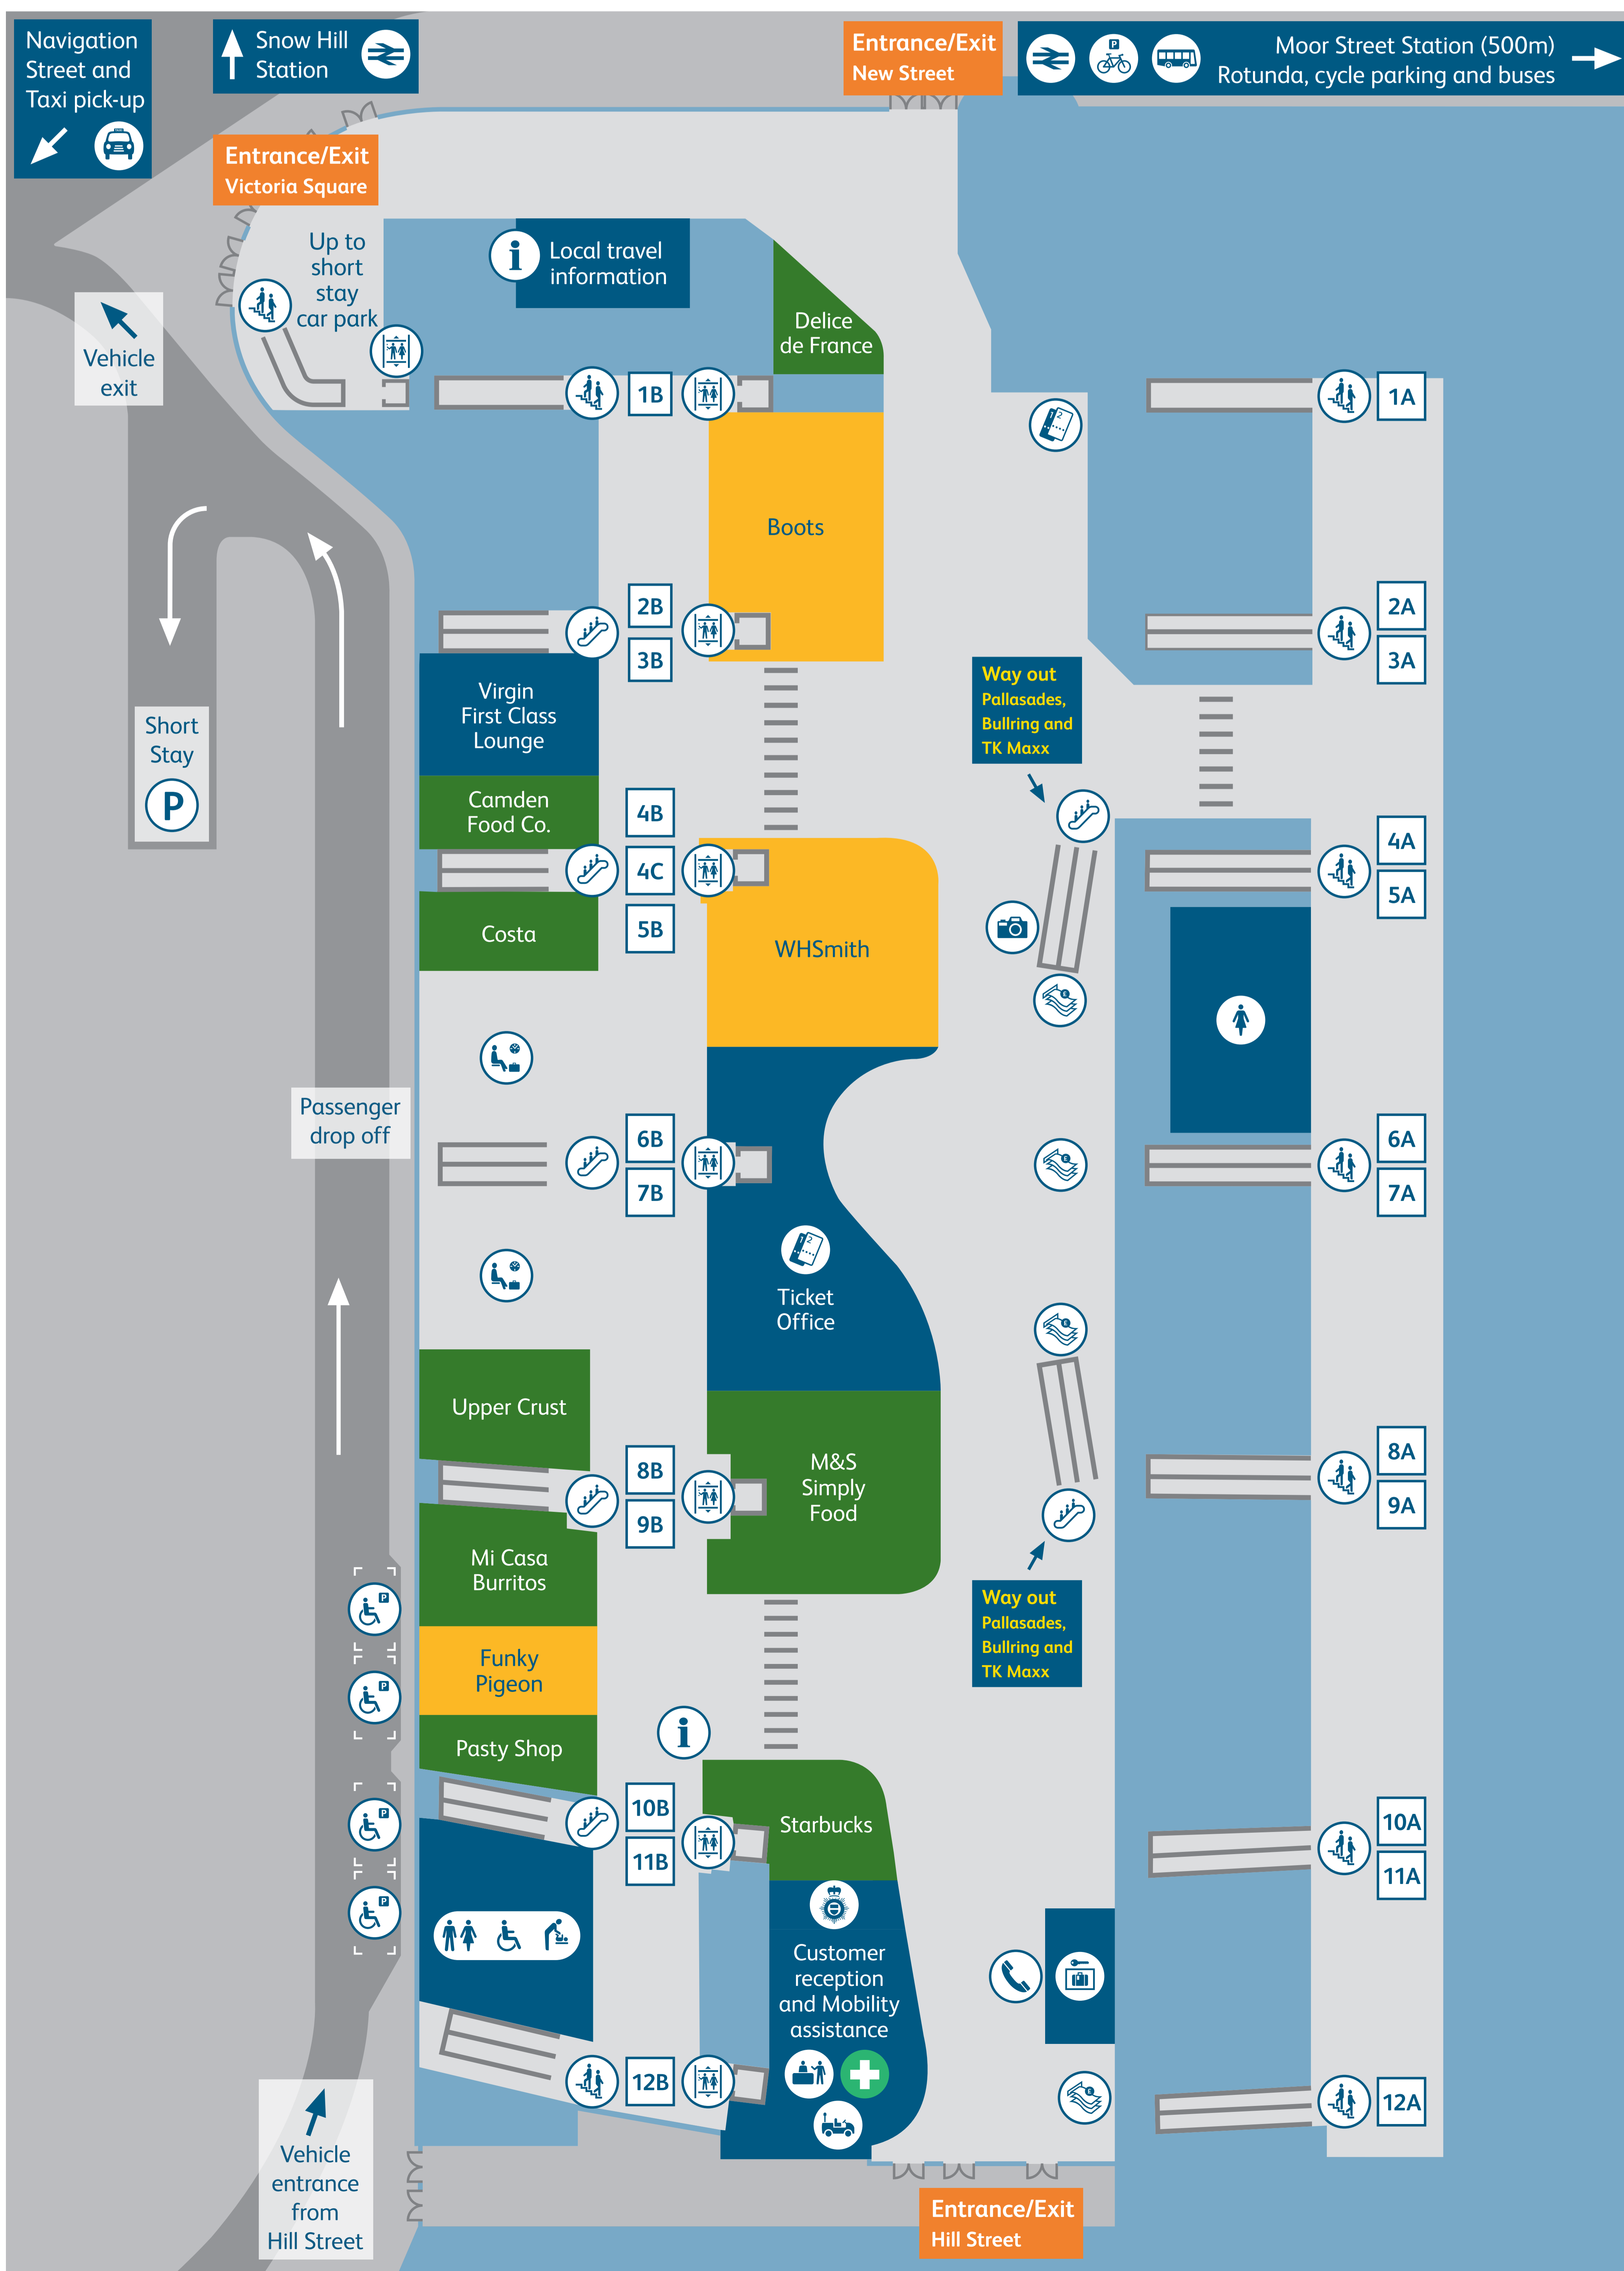 Navigation
Street and
Taxi pick-up
Snow Hill
Station
Entrance/Exit
New Street
Moor Street Station (500m)
Rotunda, cycle parking and buses
Entrance/Exit
Victoria Square
Up to
short
stay
car park
Local travel
information
Delice
de France
Vehicle
exit
1B
1A
Boots
2B
3B
2A
3A
Virgin
First Class
Lounge
Way out
Pallasades,
Bullring and
TK Maxx
Short
Stay
P
Camden
Food Co.
4B
4C
5B
4A
5A
Costa
WHSmith
Passenger
drop off
6B
7B
6A
7A
Ticket
Office
Upper Crust
M&S
Simply
Food
8B
9B
8A
9A
Mi Casa
Burritos
Way out
Pallasades,
Bullring and
TK Maxx
Funky
Pigeon
Pasty Shop
10B
11B
10A
11A
Starbucks
Customer
reception
and Mobility
assistance
12B
12A
Vehicle
entrance
from
Hill Street
Entrance/Exit
Hill Street